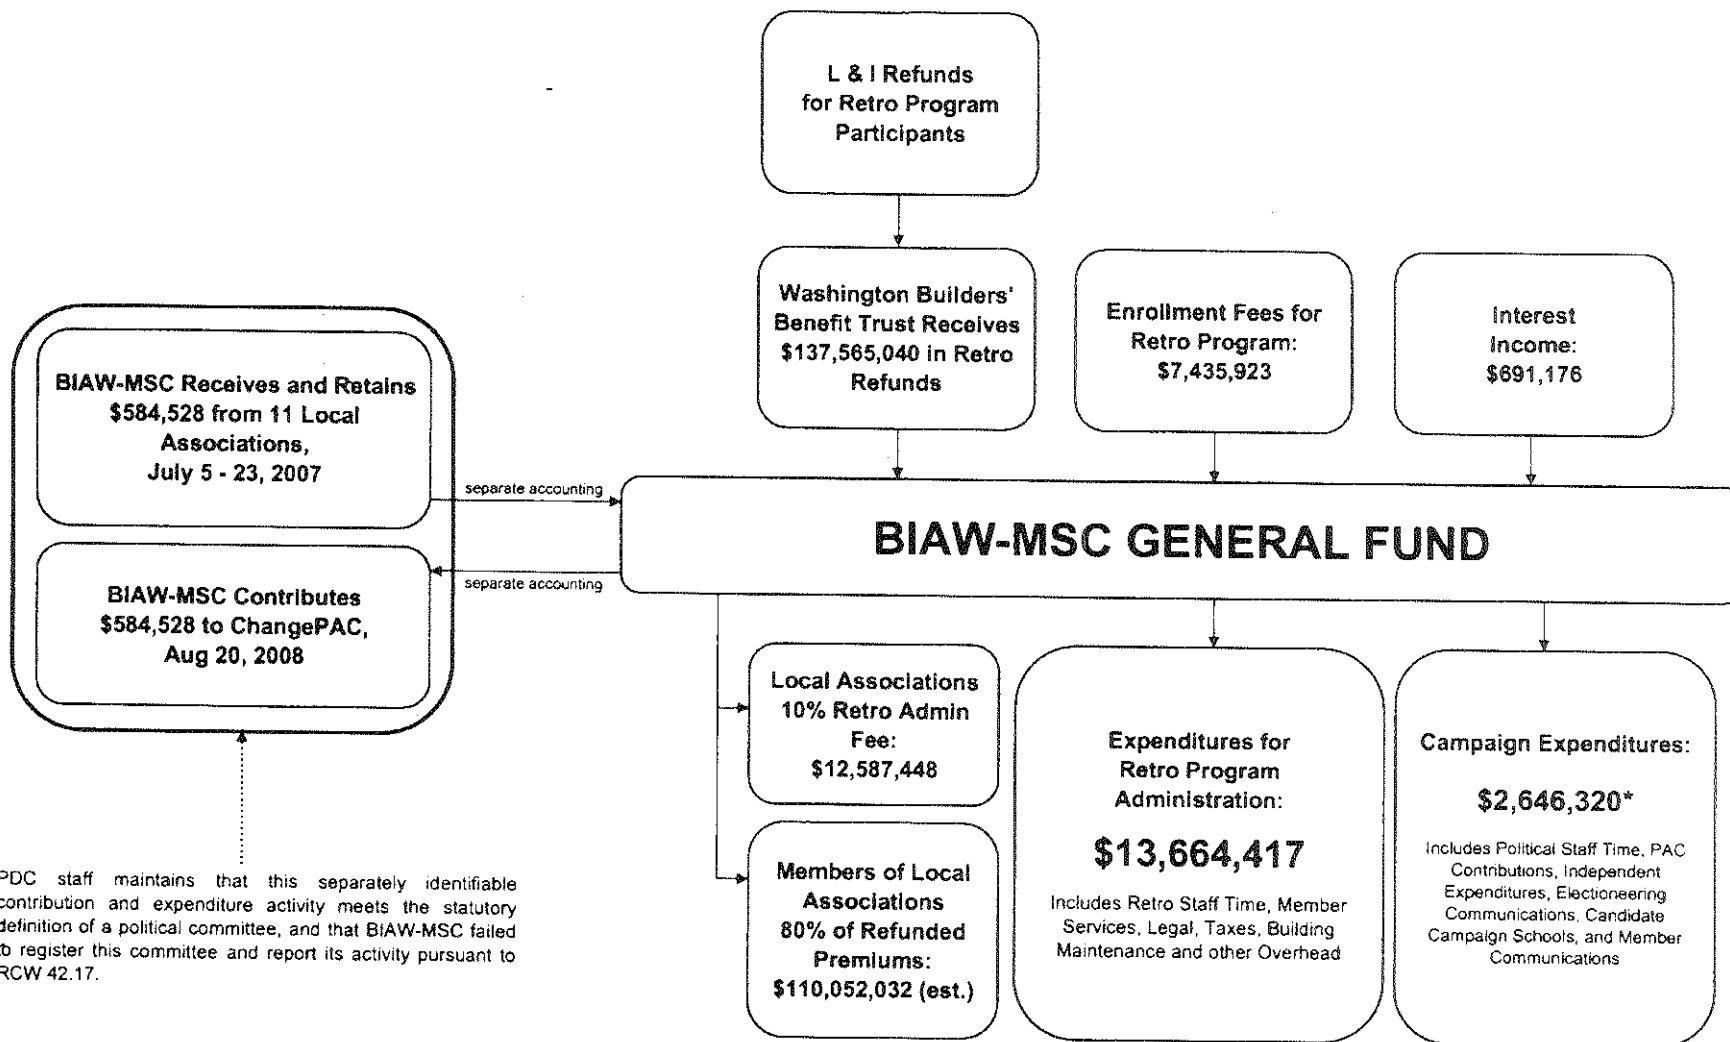 L & I Refunds
for Retro Program
Participants
Washington Builders'
Benefit Trust Receives
$137,565,040 in Retro
Refunds
Enrollment Fees for
Retro Program:
$7,435,923
Interest
Income:
$691,176
BIAW-MSC Receives and Retains
$584,528 from 11 Local
Associations,
July 5 - 23, 2007
separate accounting
BIAW-MSC GENERAL FUND
separate accounting
BIAW-MSC Contributes
$584,528 to ChangePAC,
Aug 20, 2008
Local Associations
10% Retro Admin
Fee:
$12,587,448
Members of Local
Associations
80% of Refunded
Premiums:
$110,052,032 (est.)
Expenditures for
Retro Program
Administration:
$13,664,417
Includes Retro Staff Time, Member
Services, Legal, Taxes, Building
Maintenance and other Overhead
Campaign Expenditures:
$2,646,320*
Includes Political Staff Time, PAC
Contributions, Independent
Expenditures, Electioneering
Communications, Candidate
Campaign Schools, and Member
Communications
PDC staff maintains that this separately identifiable
contribution and expenditure activity meets the statutory
definition of a political committee, and that BIAW-MSC failed
to register this committee and report its activity pursuant to
RCW 42.17.